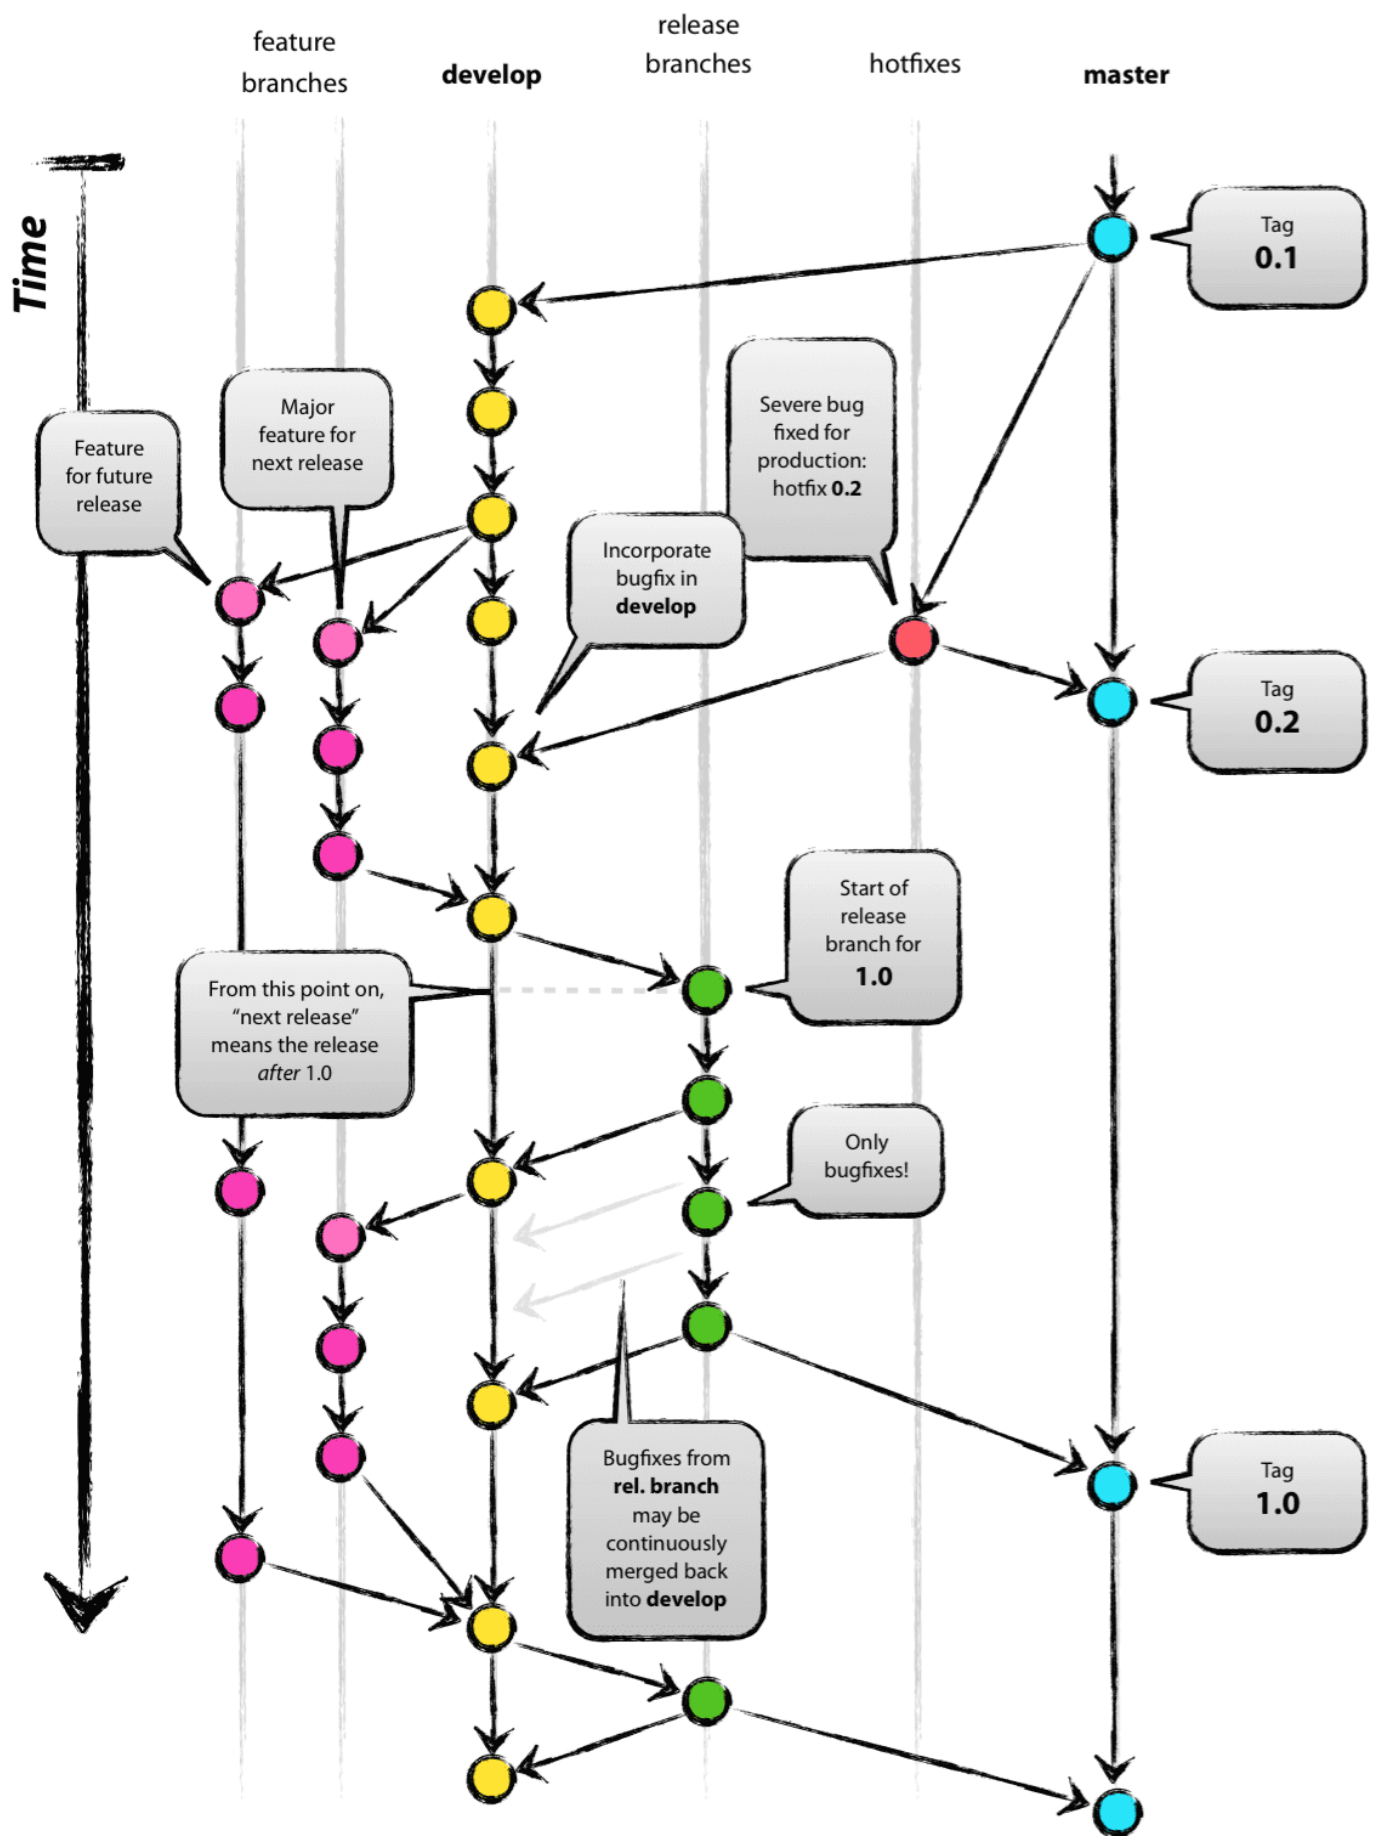 feature
branches
develop
release
branches
hotfixes
master
Time
Tag
0.1
Feature
for future
release
Major
feature for
next release
Severe bug
fixed for
production:
hotfix 0.2
Incorporate
bugfix in
develop
Tag
0.2
Start of
release
branch for
1.0
From this point on,
“next release”
means the release
after 1.0
Only
bugfixes!
Bugfixes from
rel. branch
may be
continuously
merged back
into develop
Tag
1.0